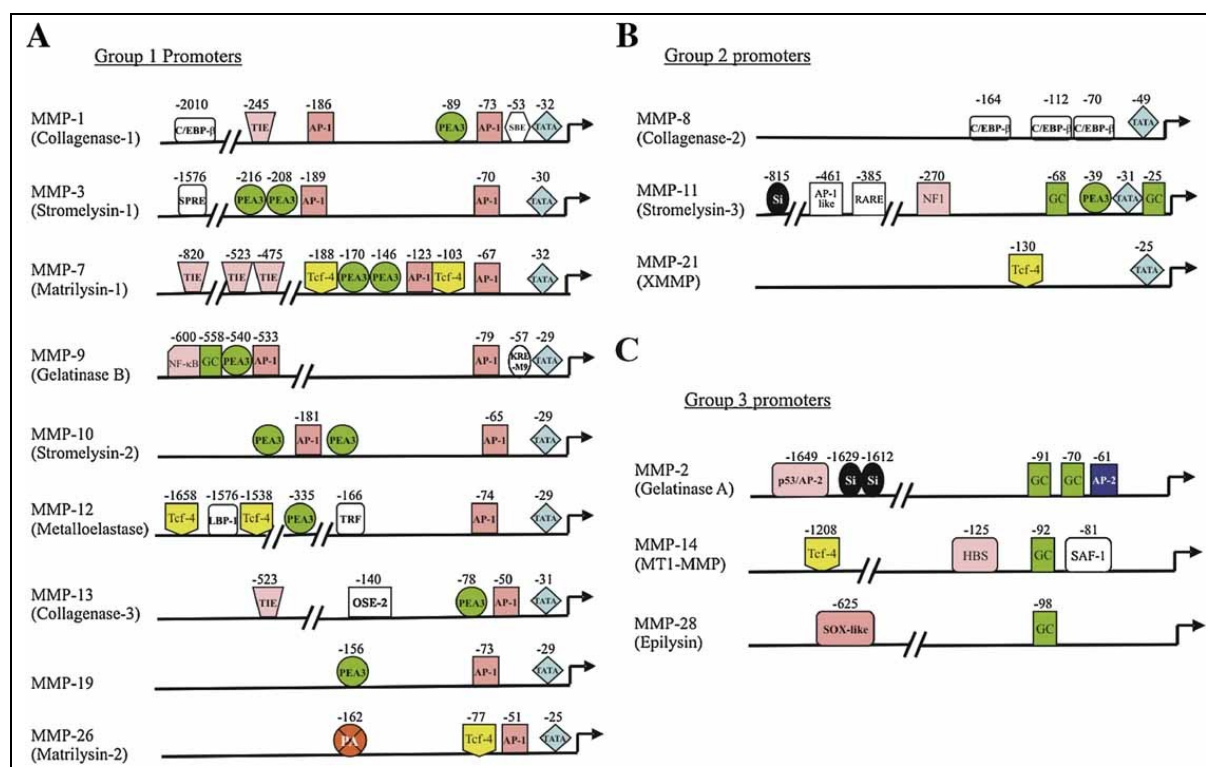 A
Group 1 Promoters
-2010 -245 -186 -89 -73 -53 -32
MMP-1
(Collagenase-1)
C/EBP-β TIE AP-1 PEA3 AP-1 SBE TATA
-1576 -216 -208 -189 -70 -30
MMP-3
(Stromelysin-1)
SPRE PEA3 PEA3 AP-1 AP-1 TATA
-820 -523 -475 -188 -170 -146 -123 -103 -67 -32
MMP-7
(Matrilysin-1)
TIE TIE TIE Tcf-4 PEA3 PEA3 AP-1 Tcf-4 AP-1 TATA
-600 -558 -540 -533 -79 -57 -29
MMP-9
(Gelatinase B)
NF-κB GC PEA3 AP-1 AP-1 KRE-M9 TATA
-181 -65 -29
MMP-10
(Stromelysin-2)
PEA3 AP-1 PEA3 AP-1 TATA
-1658 -1576 -1538 -335 -166 -74 -29
MMP-12
(Metalloelastase)
Tcf-4 LBP-1 Tcf-4 PEA3 TRF AP-1 TATA
-523 -140 -78 -50 -31
MMP-13
(Collagenase-3)
TIE OSE-2 PEA3 AP-1 TATA
-156 -73 -29
MMP-19
PEA3 AP-1 TATA
-162 -77 -51 -25
MMP-26
(Matrilysin-2)
PA Tcf-4 AP-1 TATA
B
Group 2 promoters
-164 -112 -70 -49
MMP-8
(Collagenase-2)
C/EBP-β C/EBP-β C/EBP-β TATA
-815 -461 -385 -270 -68 -39 -31 -25
MMP-11
(Stromelysin-3)
Si AP-1 like RARE NF1 GC PEA3 TATA GC
-130 -25
MMP-21
(XMMP)
Tcf-4 TATA
C
Group 3 promoters
-1649 -1629 -1612 -91 -70 -61
MMP-2
(Gelatinase A)
p53/AP-2 Si Si GC GC AP-2
-1208 -125 -92 -81
MMP-14
(MT1-MMP)
Tcf-4 HBS GC SAF-1
-625 -98
MMP-28
(Epilysin)
SOX-like GC